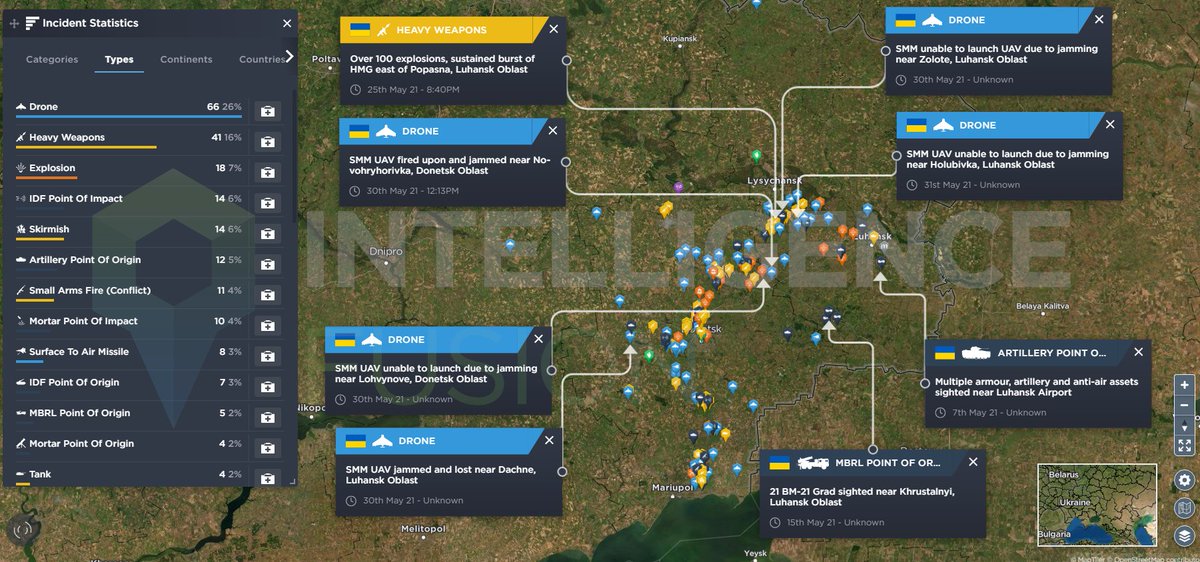 Incident Statistics
Categories Types Continents Countries
Drone 66 26%
Heavy Weapons 41 16%
Explosion 18 7%
IDF Point Of Impact 14 6%
Skirmish 14 6%
Artillery Point Of Origin 12 5%
Small Arms Fire (Conflict) 11 4%
Mortar Point Of Impact 10 4%
Surface To Air Missile 8 3%
IDF Point Of Origin 7 3%
MBRL Point Of Origin 5 2%
Mortar Point Of Origin 4 2%
Tank 4 2%
HEAVY WEAPONS
Over 100 explosions, sustained burst of
HMG east of Popasna, Luhansk Oblast
25th May 21 - 8:40PM
DRONE
SMM UAV fired upon and jammed near No-
vohryhorivka, Donetsk Oblast
30th May 21 - 12:13PM
DRONE
SMM UAV unable to launch due to jamming
near Lohvynove, Donetsk Oblast
30th May 21 - Unknown
DRONE
SMM UAV jammed and lost near Dachne,
Luhansk Oblast
30th May 21 - Unknown
DRONE
SMM unable to launch UAV due to jamming
near Zolote, Luhansk Oblast
30th May 21 - Unknown
DRONE
SMM UAV unable to launch due to jamming
near Holubivka, Luhansk Oblast
31st May 21 - Unknown
ARTILLERY POINT O...
Multiple armour, artillery and anti-air assets
sighted near Luhansk Airport
7th May 21 - Unknown
MBRL POINT OF OR...
21 BM-21 Grad sighted near Khrustalnyi,
Luhansk Oblast
15th May 21 - Unknown
INTELLIGENCE
FUSION
Poltav
Kupiansk
Lysychansk
Luhansk
Dnipro
Belaya Kalitva
etsk
Nikopo
Mariupol
Melitopol
Yeysk
Belarus
Ukraine
Bulgaria
© MapTiler © OpenStreetMap contribut